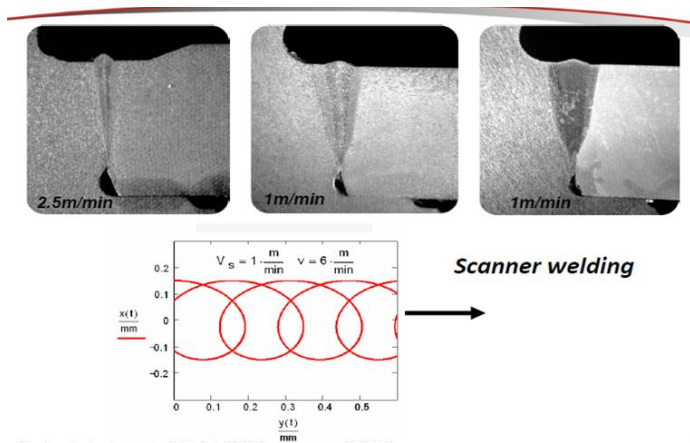 2.5m/min
1m/min
1m/min
V s = 1 · m/min   v = 6 · m/min
Scanner welding
0.2
0.1
x(t)
mm
0
-0.1
-0.2
0
0.1
0.2
0.3
0.4
0.5
y(t)
mm